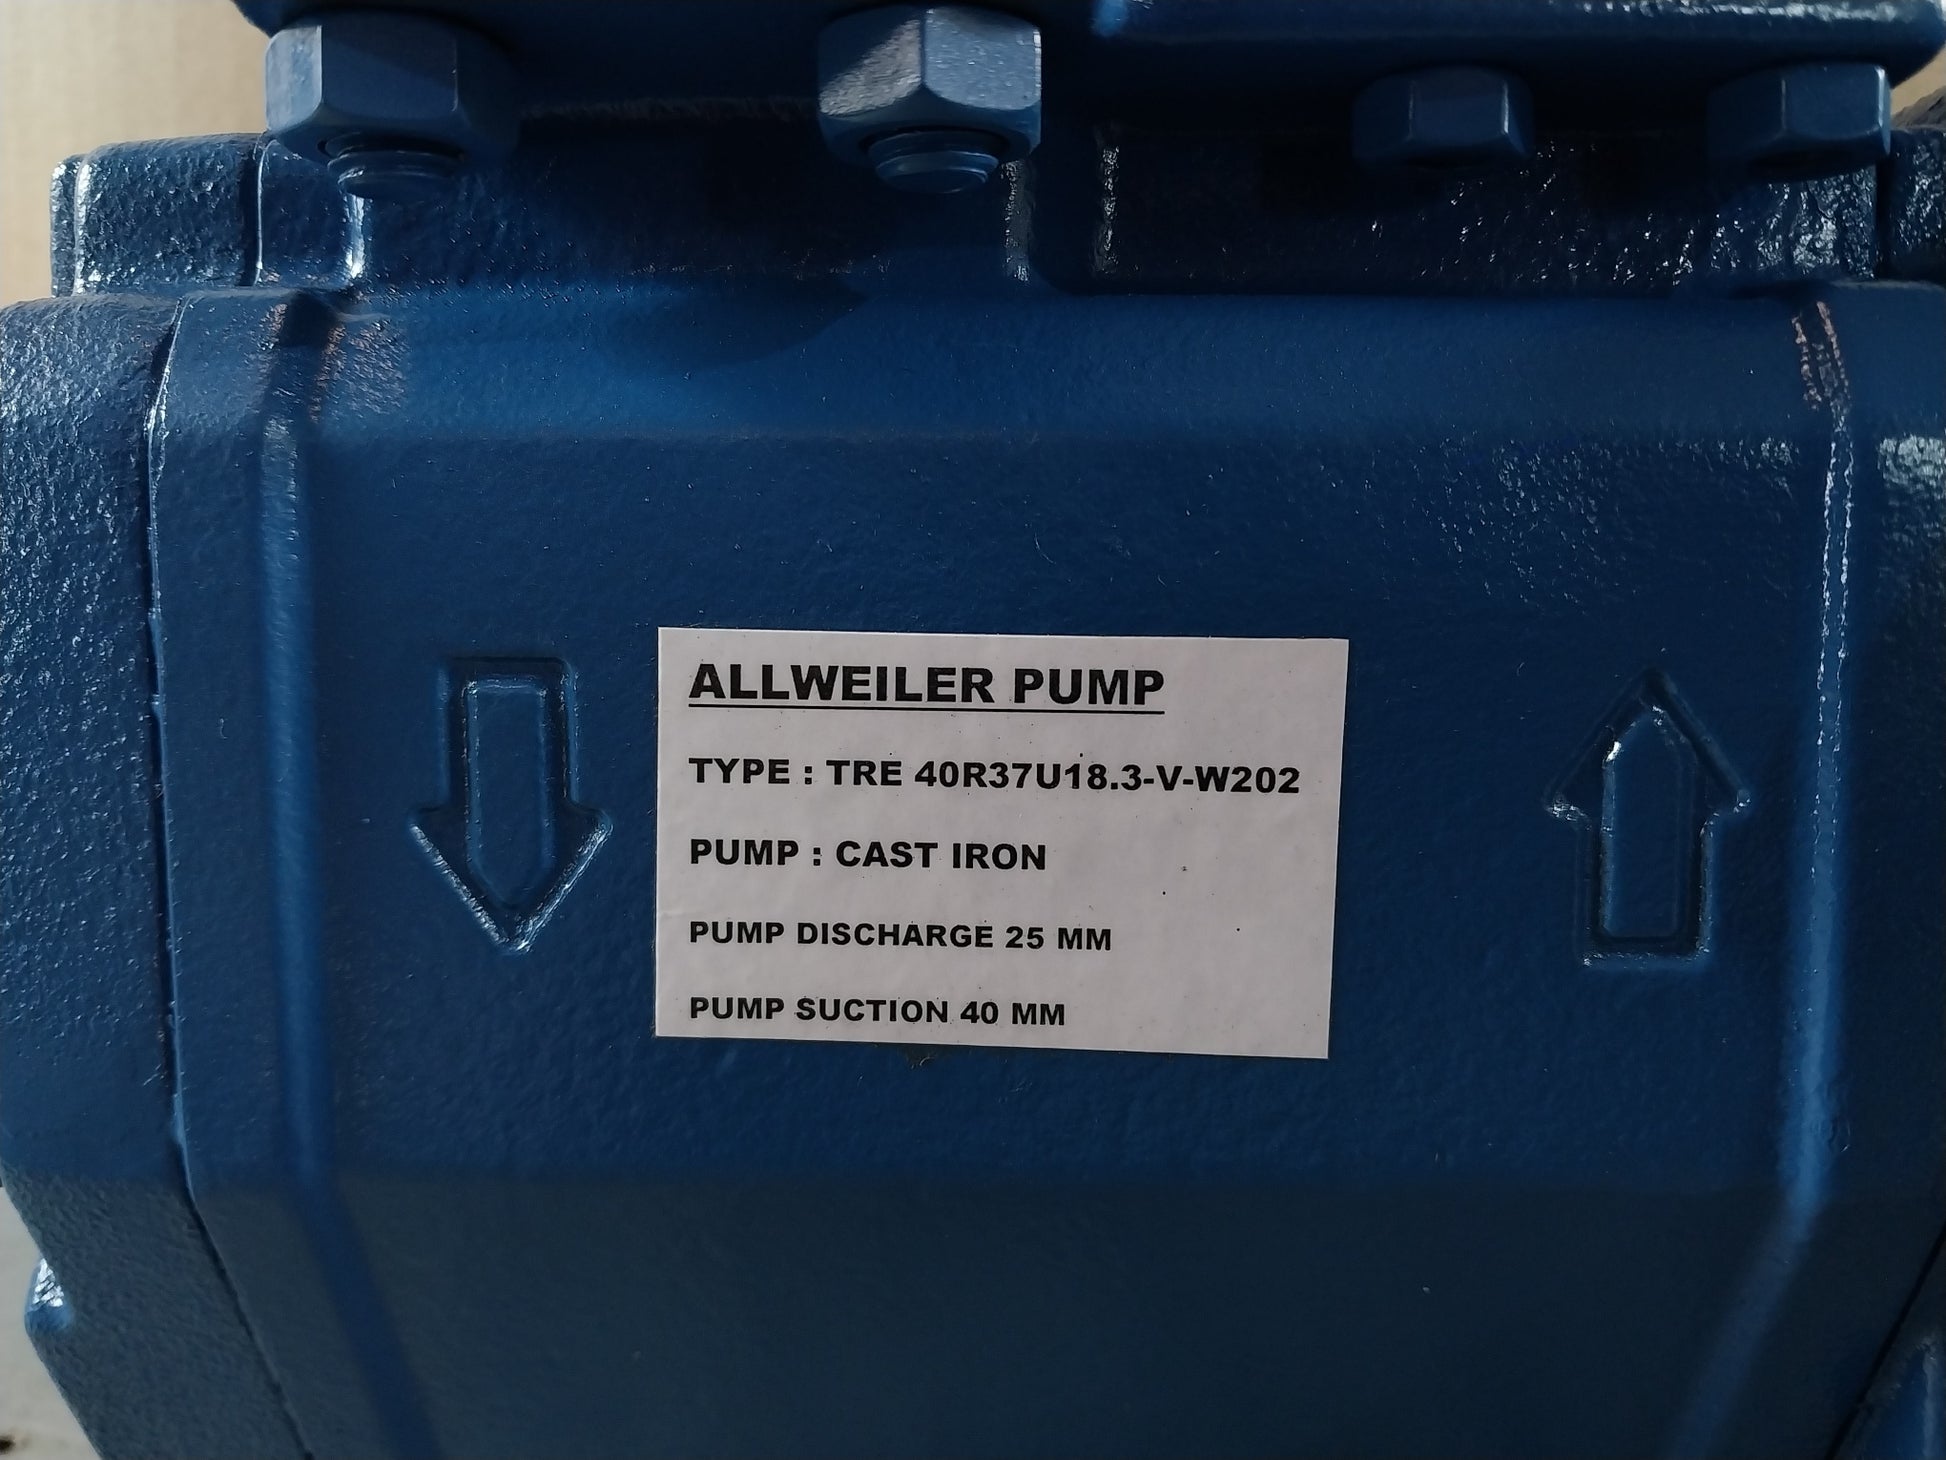 ALLWEILER PUMP
TYPE : TRE 40R37U18.3-V-W202
PUMP : CAST IRON
PUMP DISCHARGE 25 MM
PUMP SUCTION 40 MM